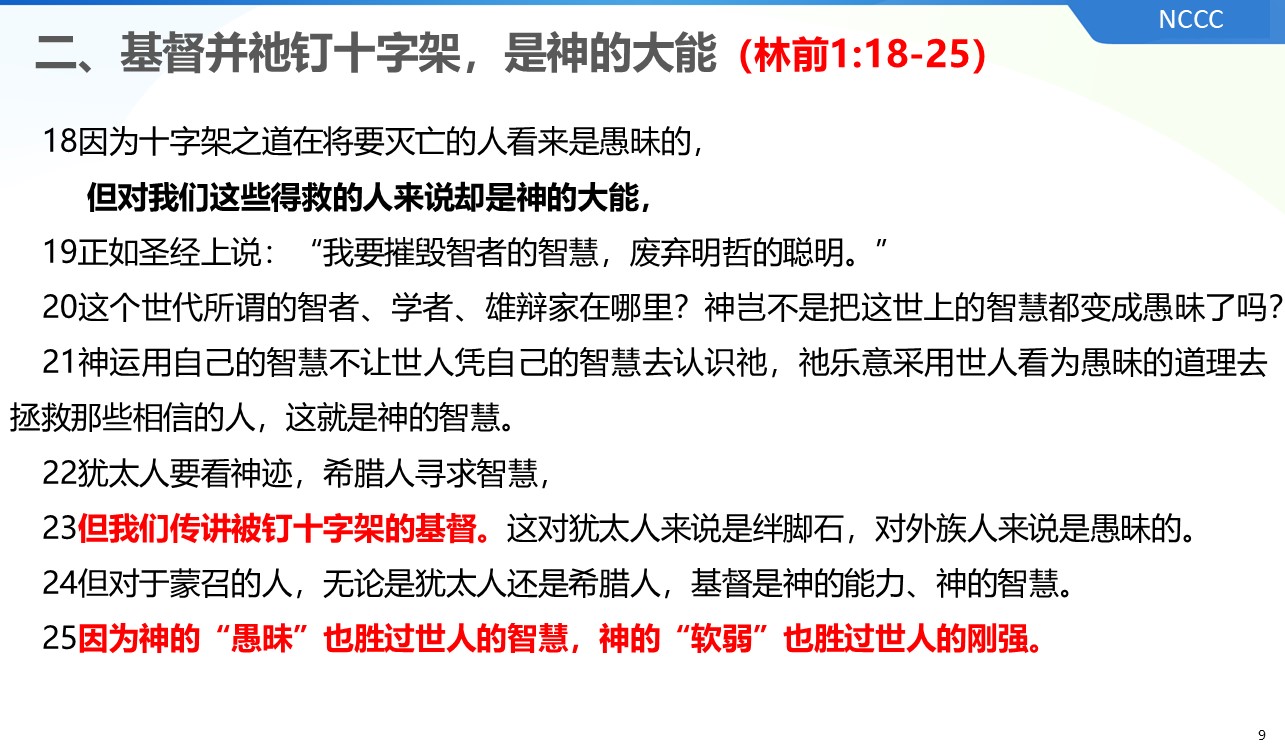 NCCC
二、基督并祂钉十字架，是神的大能（林前1:18-25）
18因为十字架之道在将要灭亡的人看来是愚昧的，
但对我们这些得救的人来说却是神的大能，
19正如圣经上说：“我要摧毁智者的智慧，废弃明哲的聪明。”
20这个世代所谓的智者、学者、雄辩家在哪里？神岂不是把这世上的智慧都变成愚昧了吗？
21神运用自己的智慧不让世人凭自己的智慧去认识祂，祂乐意采用世人看为愚昧的道理去
拯救那些相信的人，这就是神的智慧。
22犹太人要看神迹，希腊人寻求智慧，
23但我们传讲被钉十字架的基督。这对犹太人来说是绊脚石，对外族人来说是愚昧的。
24但对于蒙召的人，无论是犹太人还是希腊人，基督是神的能力、神的智慧。
25因为神的“愚昧”也胜过世人的智慧，神的“软弱”也胜过世人的刚强。
9